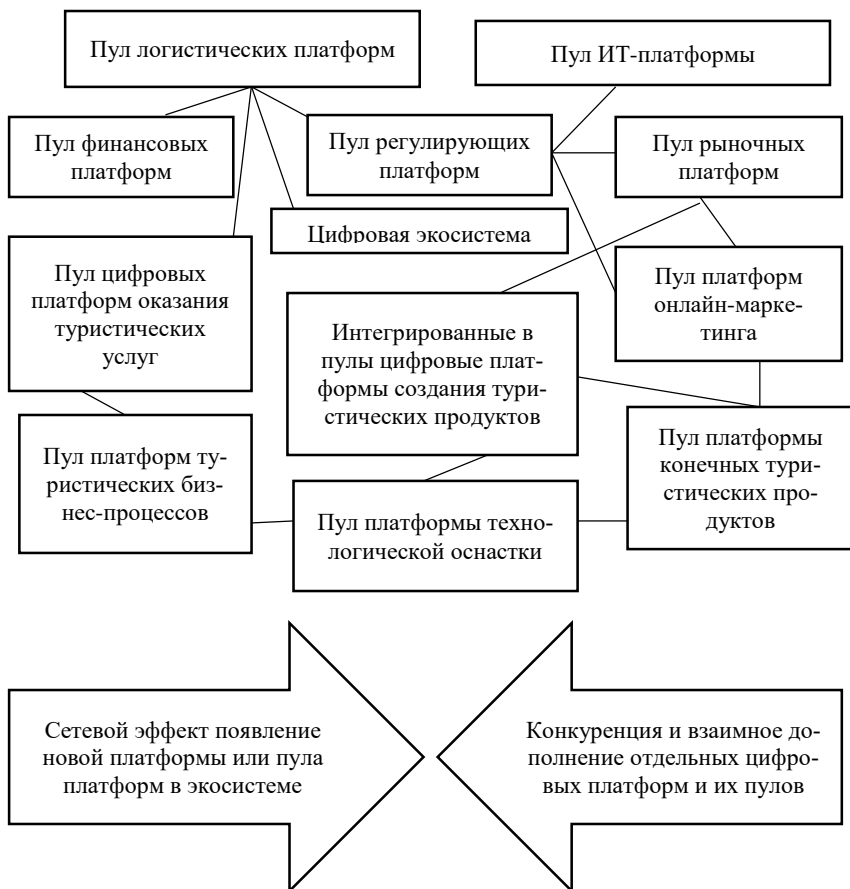 Пул логистических платформ
Пул ИТ-платформы
Пул финансовых
платформ
Пул регулирующих
платформ
Пул рыночных
платформ
Цифровая экосистема
Пул цифровых
платформ оказания
туристических
услуг
Пул платформ
онлайн-марке-
тинга
Интегрированные в
пулы цифровые плат-
формы создания тури-
стических продуктов
Пул платформ ту-
ристических биз-
нес-процессов
Пул платформы
конечных тури-
стических про-
дуктов
Пул платформы техно-
логической оснастки
Сетевой эффект появление
новой платформы или пула
платформ в экосистеме
Конкуренция и взаимное до-
полнение отдельных цифро-
вых платформ и их пулов